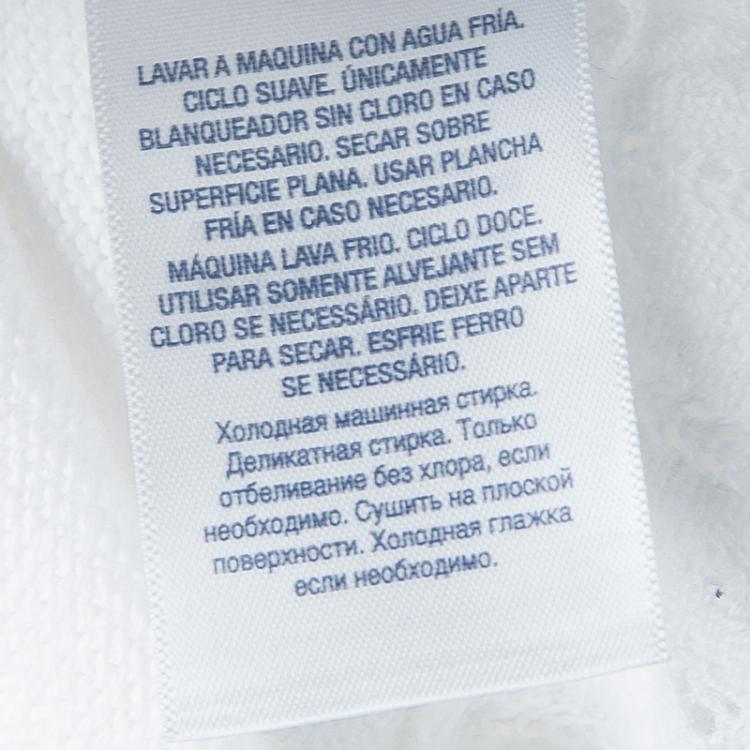 LAVAR A MAQUINA CON AGUA FRÍA.
CICLO SUAVE. ÚNICAMENTE
BLANQUEADOR SIN CLORO EN CASO
NECESARIO. SECAR SOBRE
SUPERFICIE PLANA. USAR PLANCHA
FRÍA EN CASO NECESARIO.
MÁQUINA LAVA FRIO. CICLO DOCE.
UTILISAR SOMENTE ALVEJANTE SEM
CLORO SE NECESSÁRIO. DEIXE APARTE
PARA SECAR. ESFRIE FERRO
SE NECESSÁRIO.
Холодная машинная стирка.
Деликатная стирка. Только
отбеливание без хлора, если
необходимо. Сушить на плоской
поверхности. Холодная глажка
если необходимо.